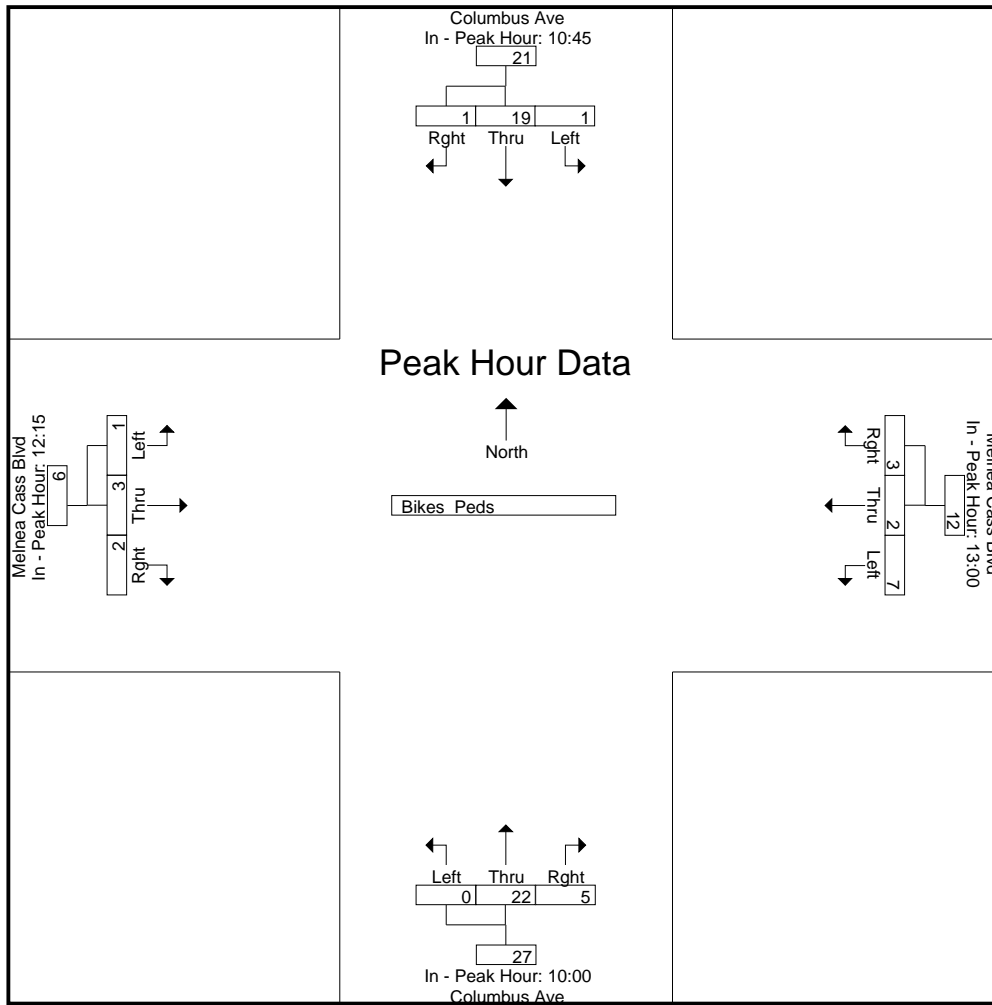 Columbus Ave
In - Peak Hour: 10:45
21
1 19 1
Rght Thru Left
Peak Hour Data
North
Bikes Peds
Melnea Cass Blvd
In - Peak Hour: 12:15
6
1 3 2
Left Thru Rght
Rght Thru Left
3 2 7
12
Melnea Cass Blvd
In - Peak Hour: 13:00
Left Thru Rght
0 22 5
27
In - Peak Hour: 10:00
Columbus Ave